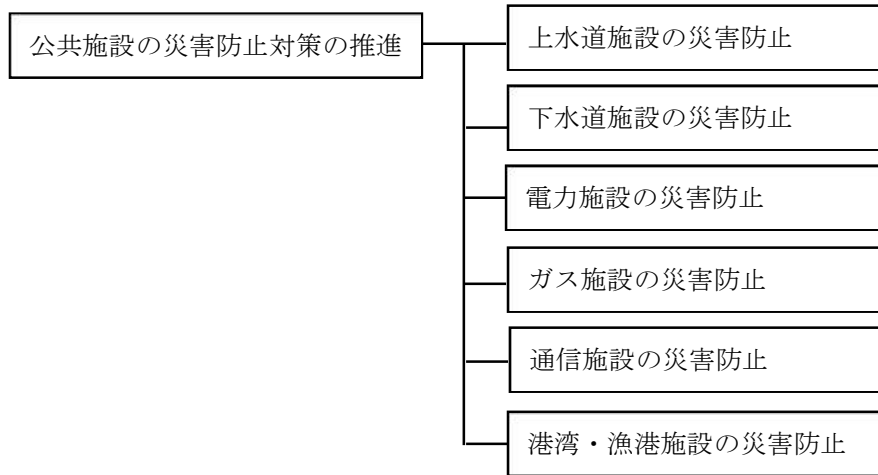 公共施設の災害防止対策の推進
上水道施設の災害防止
下水道施設の災害防止
電力施設の災害防止
ガス施設の災害防止
通信施設の災害防止
港湾・漁港施設の災害防止